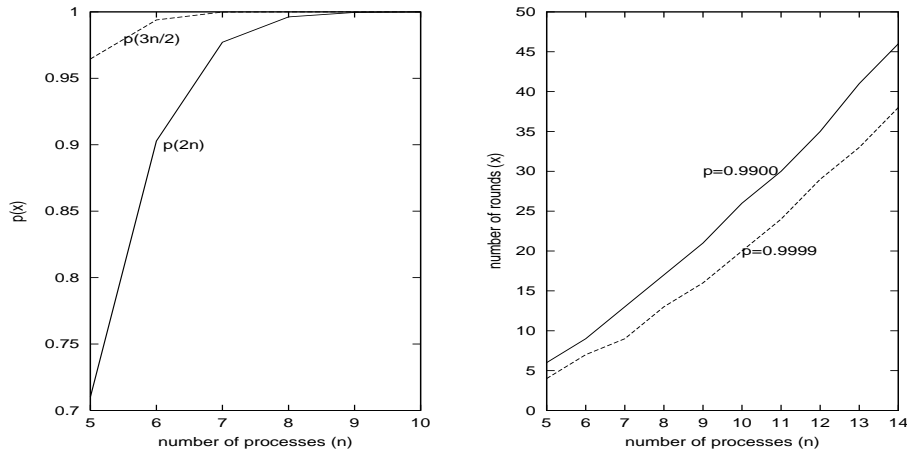 1
0.95
0.9
0.85
0.8
0.75
0.7
p(x)
p(3n/2)
p(2n)
5 6 7 8 9 10
number of processes (n)
50
45
40
35
30
25
20
15
10
5
0
number of rounds (x)
p=0.9900
p=0.9999
5 6 7 8 9 10 11 12 13 14
number of processes (n)